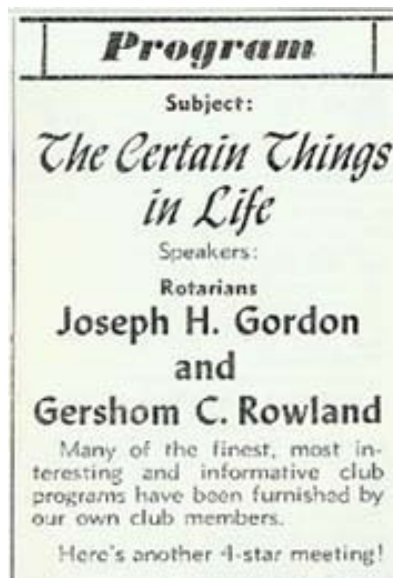 Program
Subject:
The Certain Things
in Life
Speakers:
Rotarians
Joseph H. Gordon
and
Gershom C. Rowland
Many of the finest, most in-
teresting and informative club
programs have been furnished by
our own club members.
Here's another 4-star meeting!